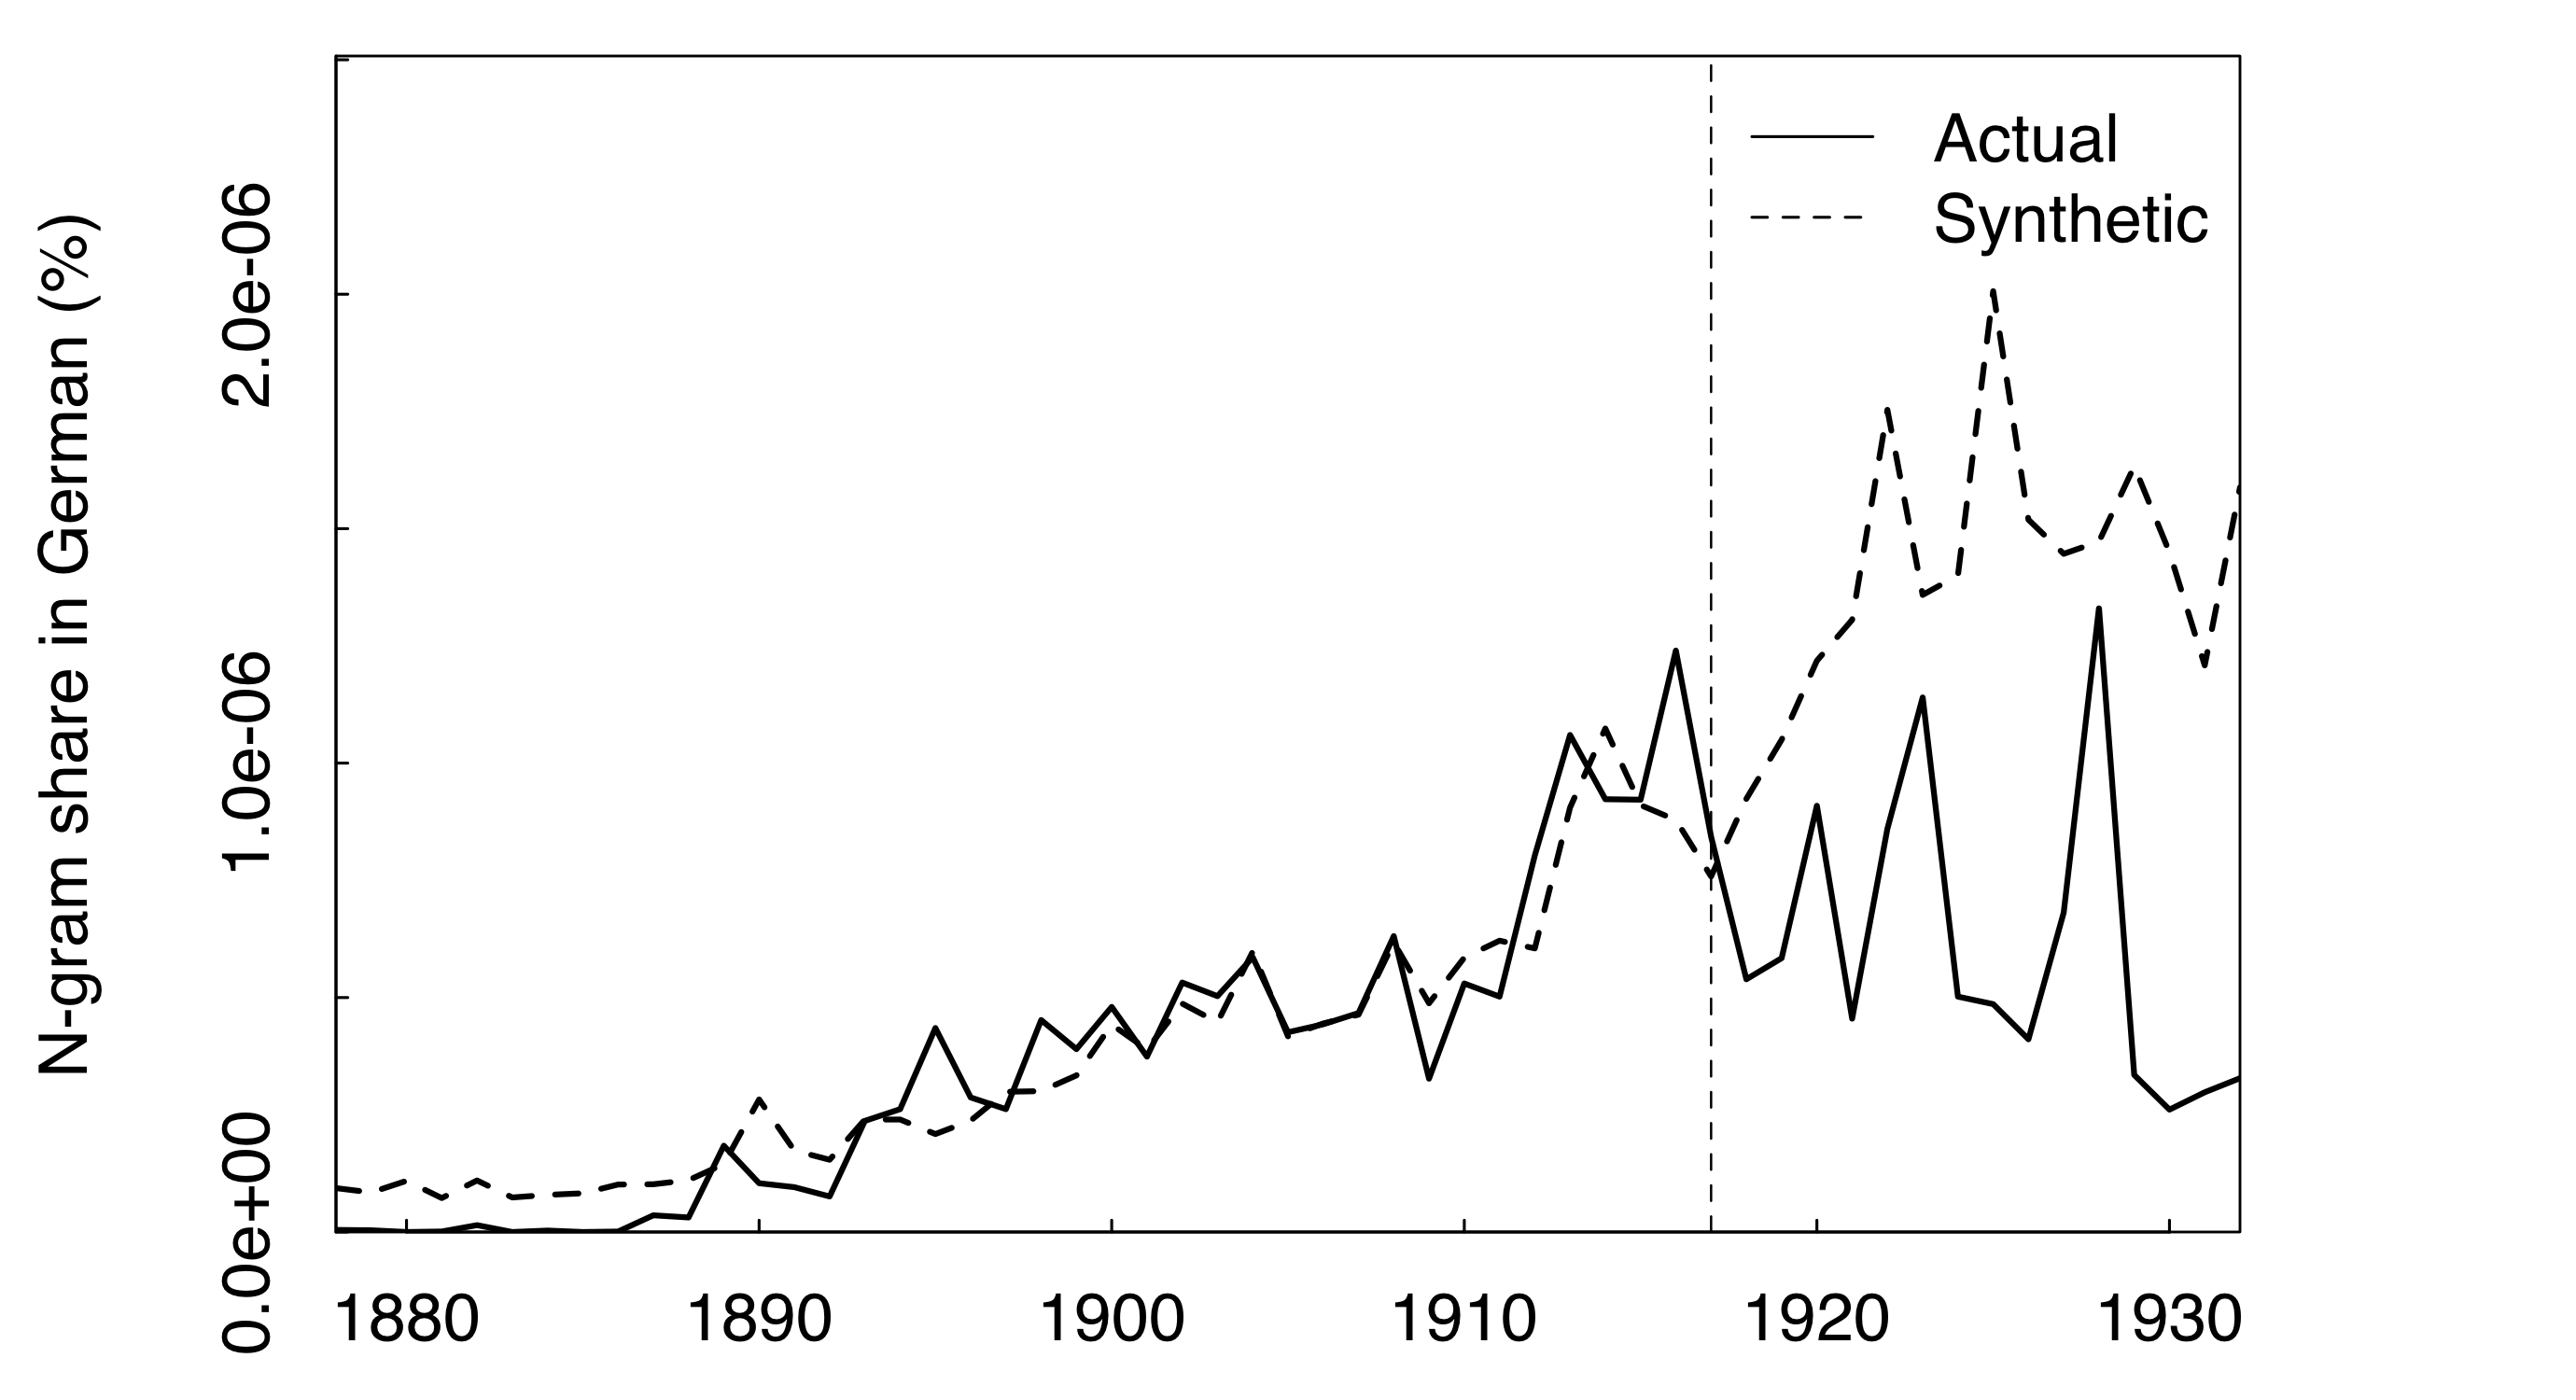 N-gram share in German (%)
2.0e-06
1.0e-06
0.0e+00
Actual
Synthetic
1880 1890 1900 1910 1920 1930